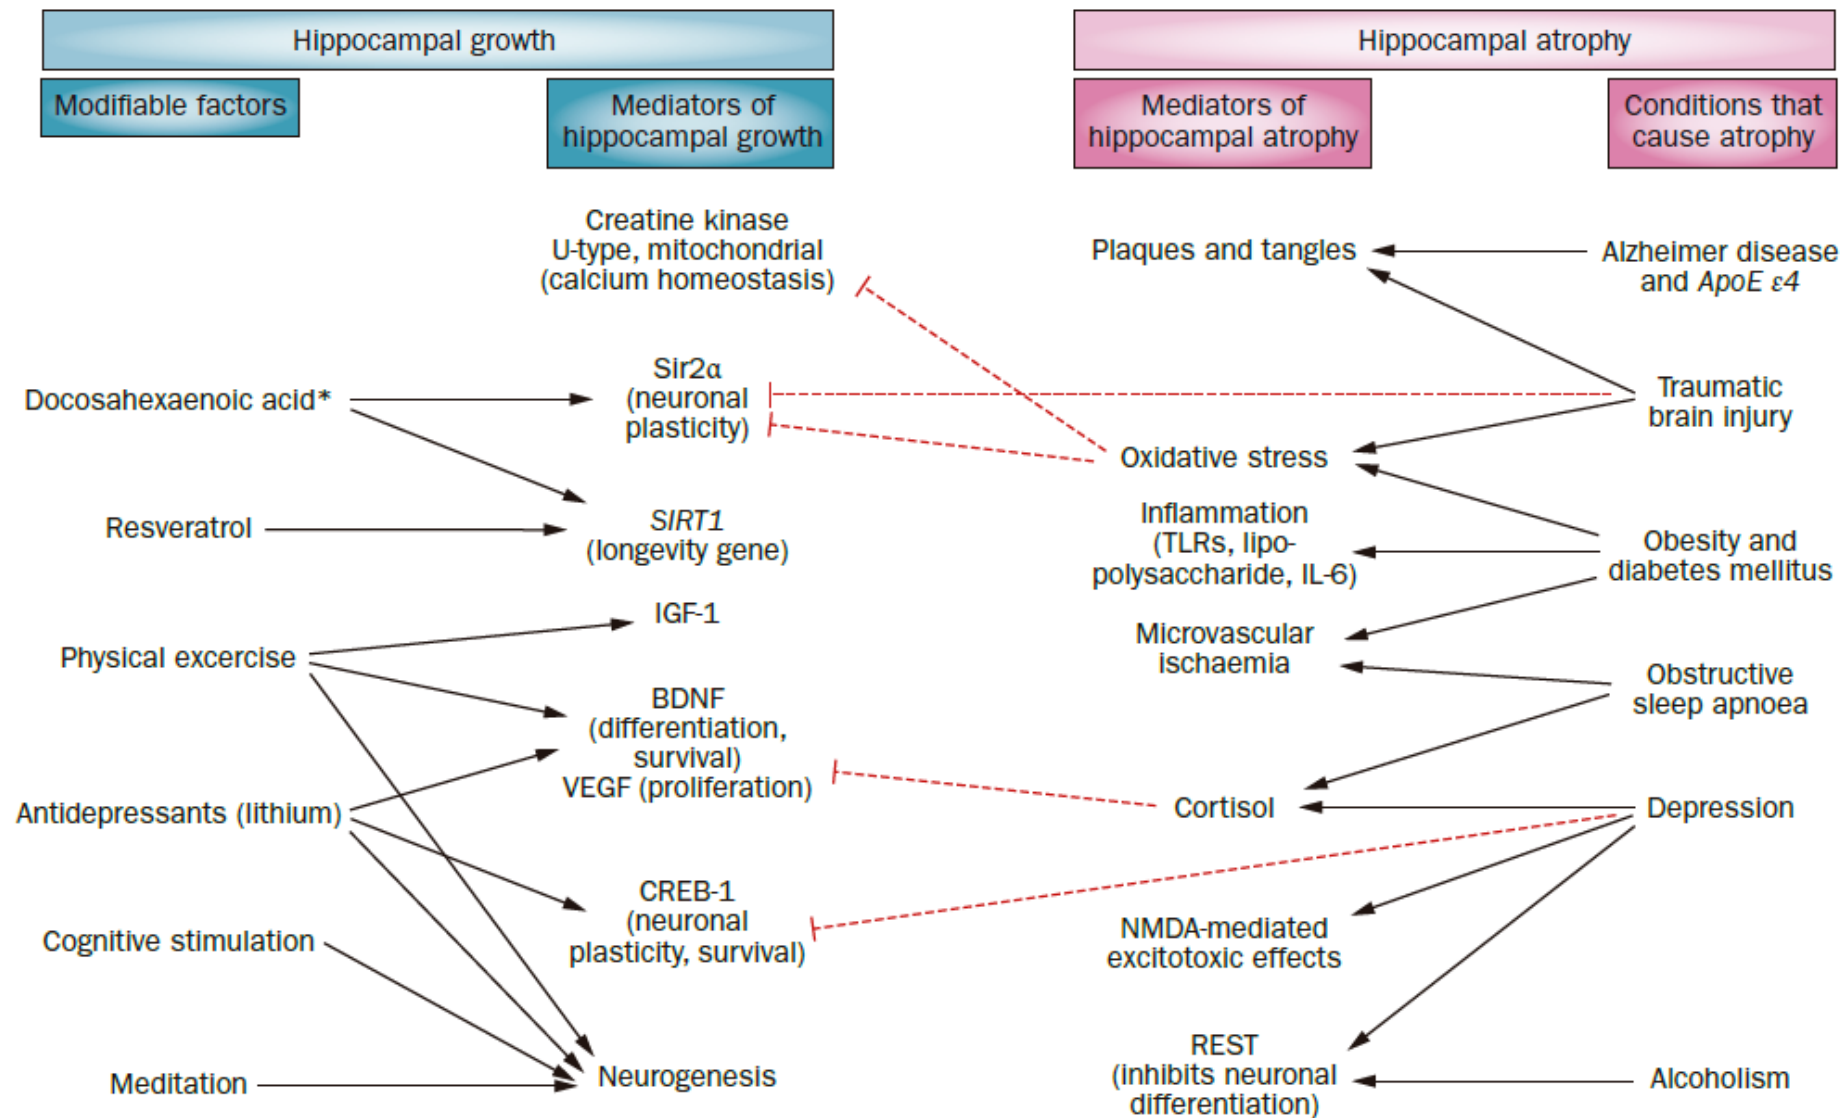 Hippocampal growth
Hippocampal atrophy
Modifiable factors
Mediators of
hippocampal growth
Mediators of
hippocampal atrophy
Conditions that
cause atrophy
Creatine kinase
U-type, mitochondrial
(calcium homeostasis)
Plaques and tangles
Alzheimer disease
and ApoE ε4
Docosahexaenoic acid*
Sir2α
(neuronal
plasticity)
Traumatic
brain injury
Oxidative stress
Resveratrol
SIRT1
(longevity gene)
Inflammation
(TLRs, lipo-
polysaccharide, IL-6)
Obesity and
diabetes mellitus
Physical excercise
IGF-1
Microvascular
ischaemia
Obstructive
sleep apnoea
BDNF
(differentiation,
survival)
VEGF (proliferation)
Antidepressants (lithium)
Cortisol
Depression
CREB-1
(neuronal
plasticity, survival)
Cognitive stimulation
NMDA-mediated
excitotoxic effects
Meditation
Neurogenesis
REST
(inhibits neuronal
differentiation)
Alcoholism